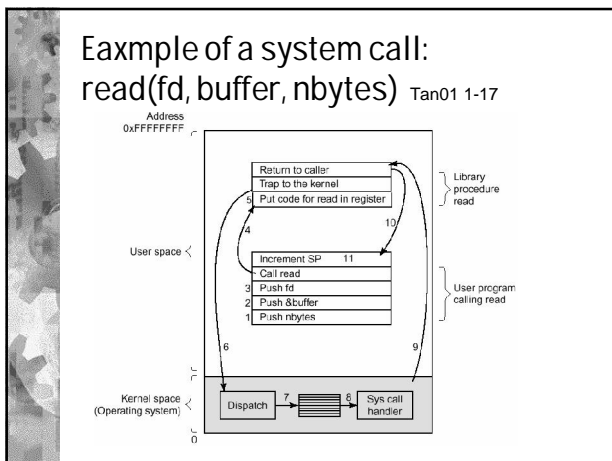 Eaxmple of a system call:
read(fd, buffer, nbytes) Tan01 1-17
Address
0xFFFFFFFF
Return to caller
Trap to the kernel
5 Put code for read in register
Library
procedure
read
4
10
User space
Increment SP 11
Call read
3 Push fd
2 Push &buffer
1 Push nbytes
User program
calling read
6
9
Kernel space
(Operating system)
Dispatch
7
8
Sys call
handler
0